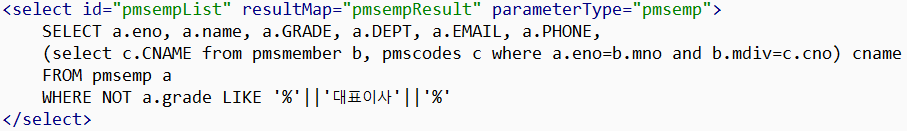 <select id="pmsempList" resultMap="pmsempResult" parameterType="pmsemp">
SELECT a.eno, a.name, a.GRADE, a.DEPT, a.EMAIL, a.PHONE,
(select c.CNAME from pmsmember b, pmscodes c where a.eno=b.mno and b.mdiv=c.cno) cname
FROM pmsemp a
WHERE NOT a.grade LIKE '%'||'대표이사'||'%'
</select>